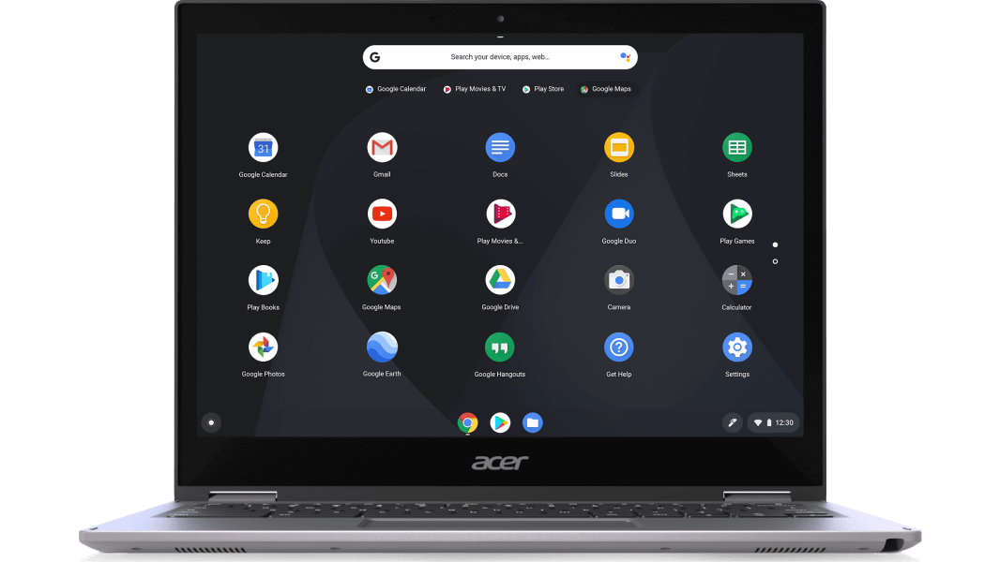 G Search your device, apps, web...
Google Calendar Play Movies & TV Play Store Google Maps
31
Google Calendar Gmail Docs Slides Sheets
Keep Youtube Play Movies &... Google Duo Play Games
G
Play Books Google Maps Google Drive Camera Calculator
Google Photos Google Earth Google Hangouts Get Help Settings
12:30
acer